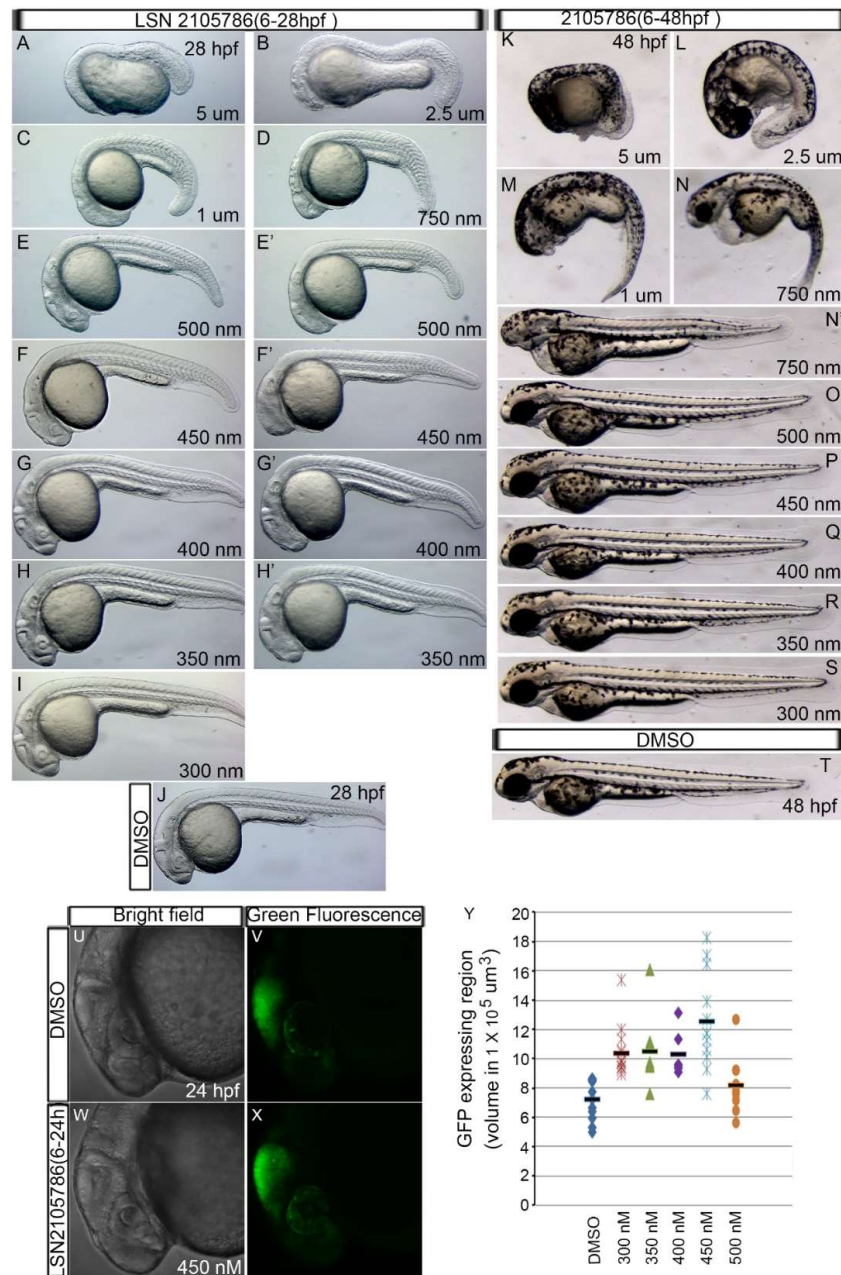 LSN 2105786(6-28hpf )
2105786(6-48hpf )
A
28 hpf
5 um
B
2.5 um
C
1 um
D
750 nm
E
500 nm
E'
500 nm
F
450 nm
F'
450 nm
G
400 nm
G'
400 nm
H
350 nm
H'
350 nm
I
300 nm
DMSO
J
28 hpf
K
48 hpf
5 um
L
2.5 um
M
1 um
N
750 nm
N'
750 nm
O
500 nm
P
450 nm
Q
400 nm
R
350 nm
S
300 nm
DMSO
T
48 hpf
Bright field
Green Fluorescence
DMSO
U
24 hpf
V
LSN2105786(6-24h)
W
450 nM
X
Y
GFP expressing region
(volume in 1 X 10⁵ um³)
20
18
16
14
12
10
8
6
4
2
0
DMSO
300 nM
350 nM
400 nM
450 nM
500 nM